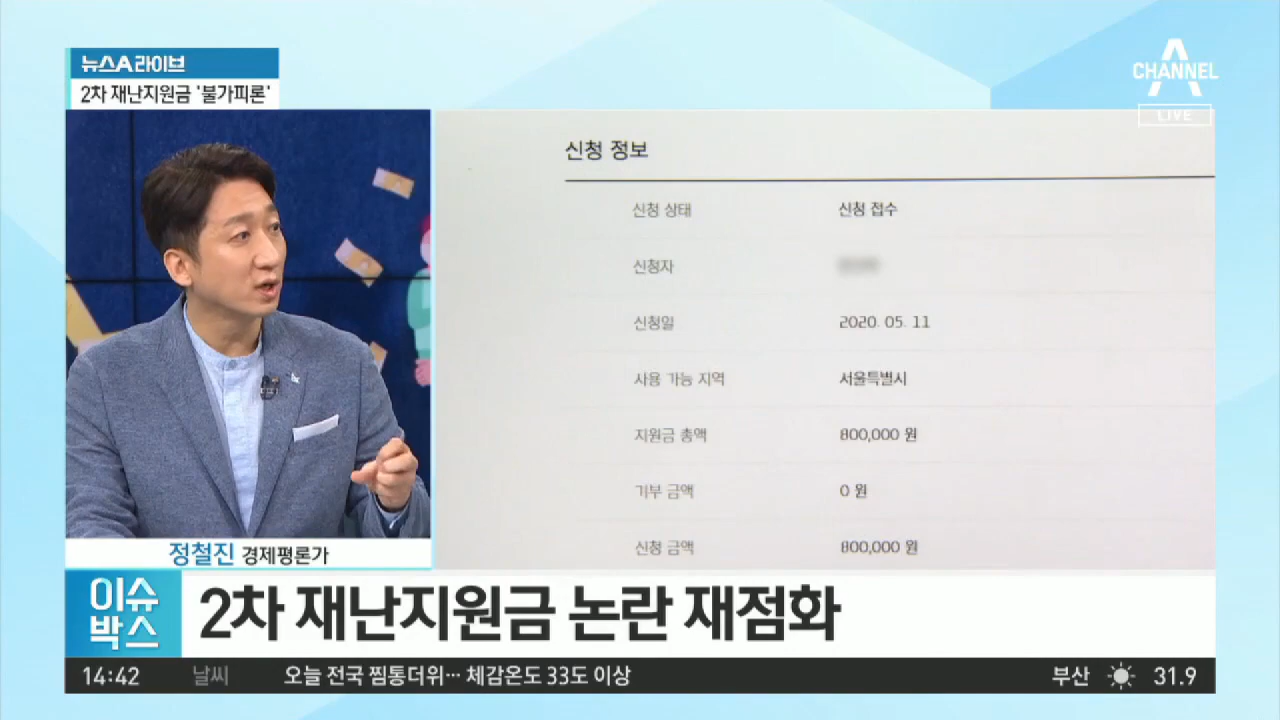 뉴스A 라이브
2차 재난지원금 '불가피론'
CHANNEL A
LIVE
신청 정보
신청 상태 신청 접수
신청자
신청일 2020. 05. 11
사용 가능 지역 서울특별시
지원금 총액 800,000 원
기부 금액 0 원
신청 금액 800,000 원
정철진 경제평론가
이슈
박스
2차 재난지원금 논란 재점화
14:42 날씨 오늘 전국 찜통더위… 체감온도 33도 이상 부산 31.9